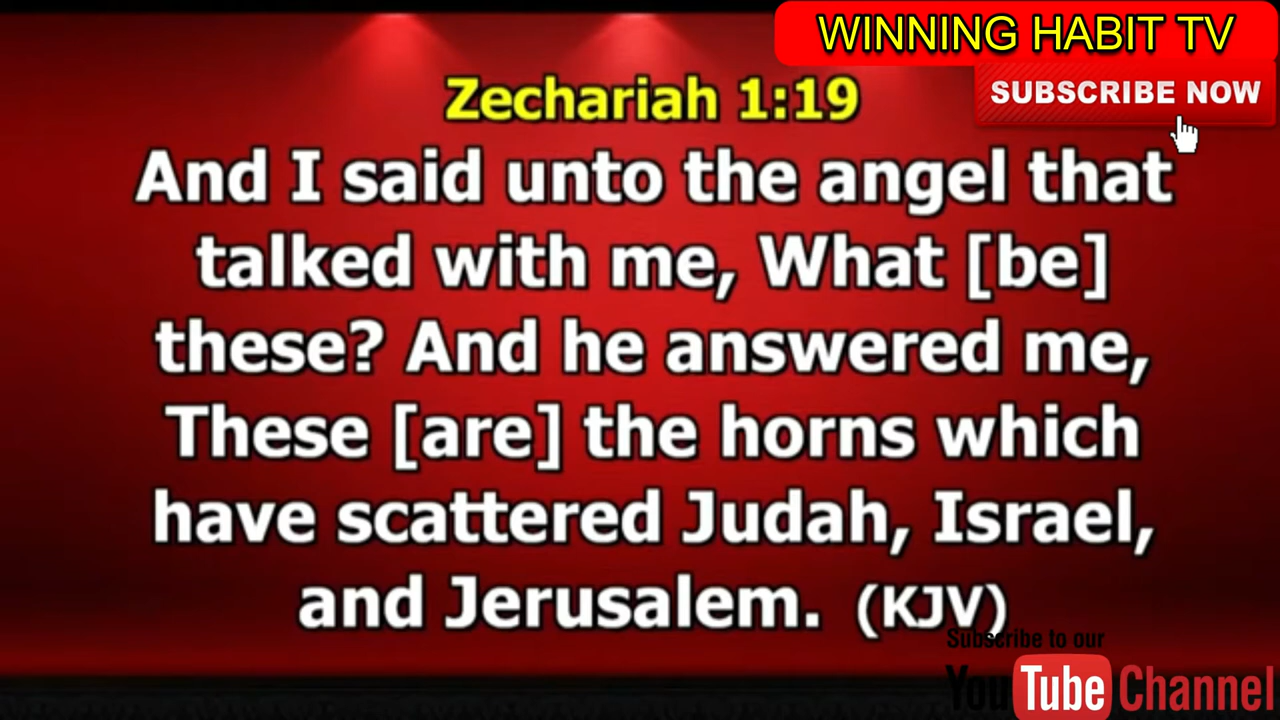 WINNING HABIT TV
SUBSCRIBE NOW
Zechariah 1:19
And I said unto the angel that
talked with me, What [be]
these? And he answered me,
These [are] the horns which
have scattered Judah, Israel,
and Jerusalem. (KJV)
Subscribe to our
YouTube Channel